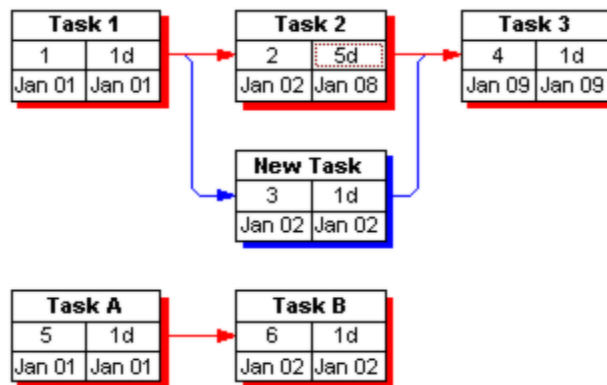 Task 1
1 1d
Jan 01 Jan 01
Task 2
2 5d
Jan 02 Jan 08
Task 3
4 1d
Jan 09 Jan 09
New Task
3 1d
Jan 02 Jan 02
Task A
5 1d
Jan 01 Jan 01
Task B
6 1d
Jan 02 Jan 02